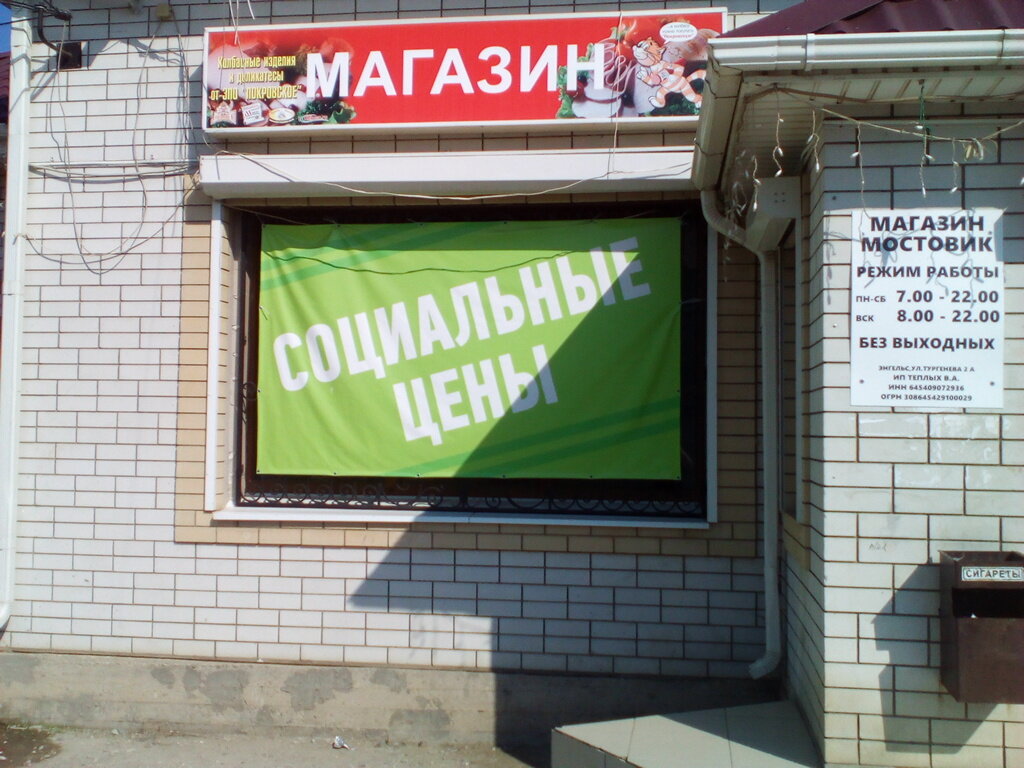 Колбасные изделия
и деликатесы
от ЗПО "ПОКРОВСКОЕ"
МАГАЗИН
СОЦИАЛЬНЫЕ
ЦЕНЫ
МАГАЗИН
МОСТОВИК
РЕЖИМ РАБОТЫ
ПН-СБ 7.00 - 22.00
ВСК 8.00 - 22.00
БЕЗ ВЫХОДНЫХ
ЭНГЕЛЬС,УЛ.ТУРГЕНЕВА 2 А
ИП ТЕПЛЫХ В.А.
ИНН 645409072936
ОГРН 308645429100029
СИГАРЕТЫ